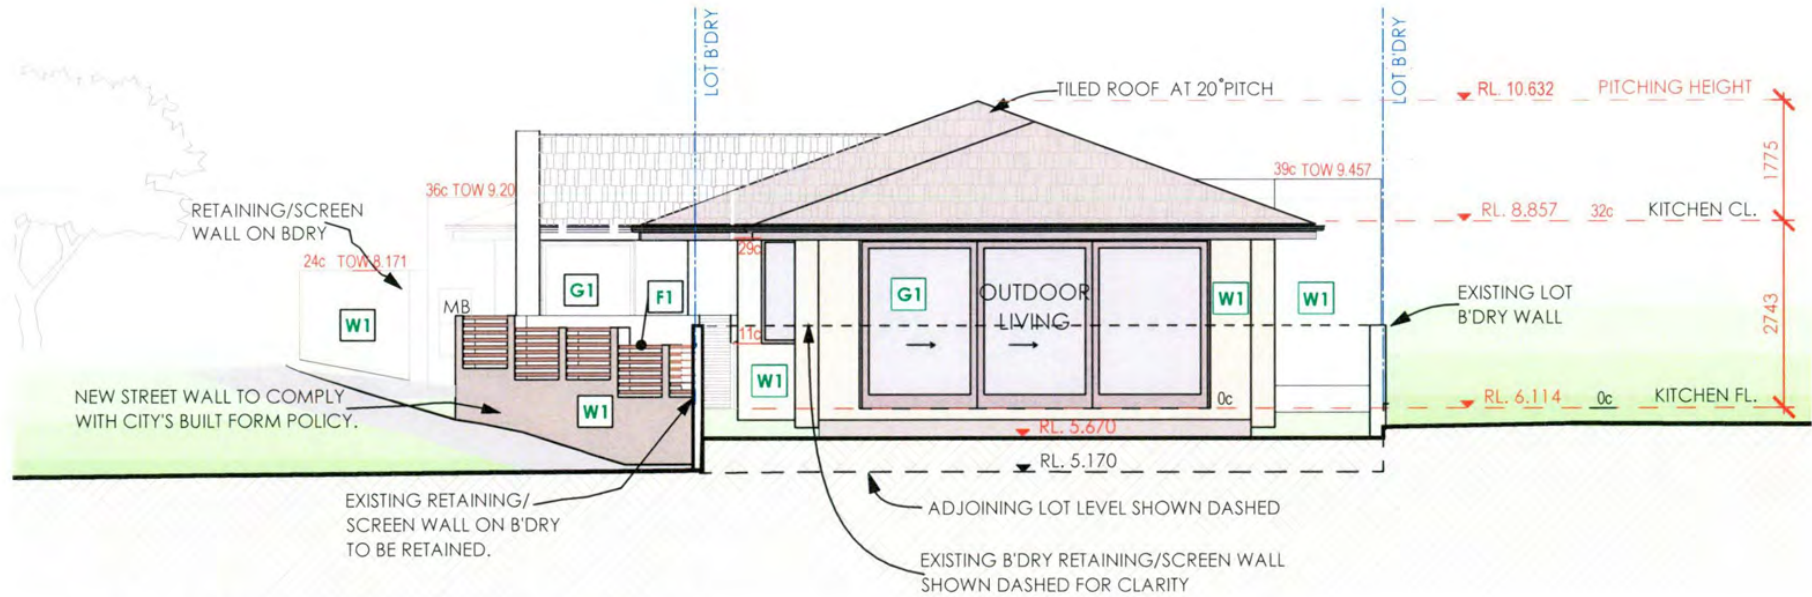 LOT B'DRY
LOT B'DRY
TILED ROOF AT 20°PITCH
RL. 10.632 PITCHING HEIGHT
1775
39c TOW 9.457
36c TOW 9.20
RETAINING/SCREEN
WALL ON BDRY
RL. 8.857 32c KITCHEN CL.
29c
24c TOW 8.171
G1
F1
G1
OUTDOOR
LIVING
W1
W1
EXISTING LOT
B'DRY WALL
2743
MB
W1
11c
W1
NEW STREET WALL TO COMPLY
WITH CITY'S BUILT FORM POLICY.
W1
0c
RL. 6.114 0c KITCHEN FL.
RL. 5.670
RL. 5.170
EXISTING RETAINING/
SCREEN WALL ON B'DRY
TO BE RETAINED.
ADJOINING LOT LEVEL SHOWN DASHED
EXISTING B'DRY RETAINING/SCREEN WALL
SHOWN DASHED FOR CLARITY